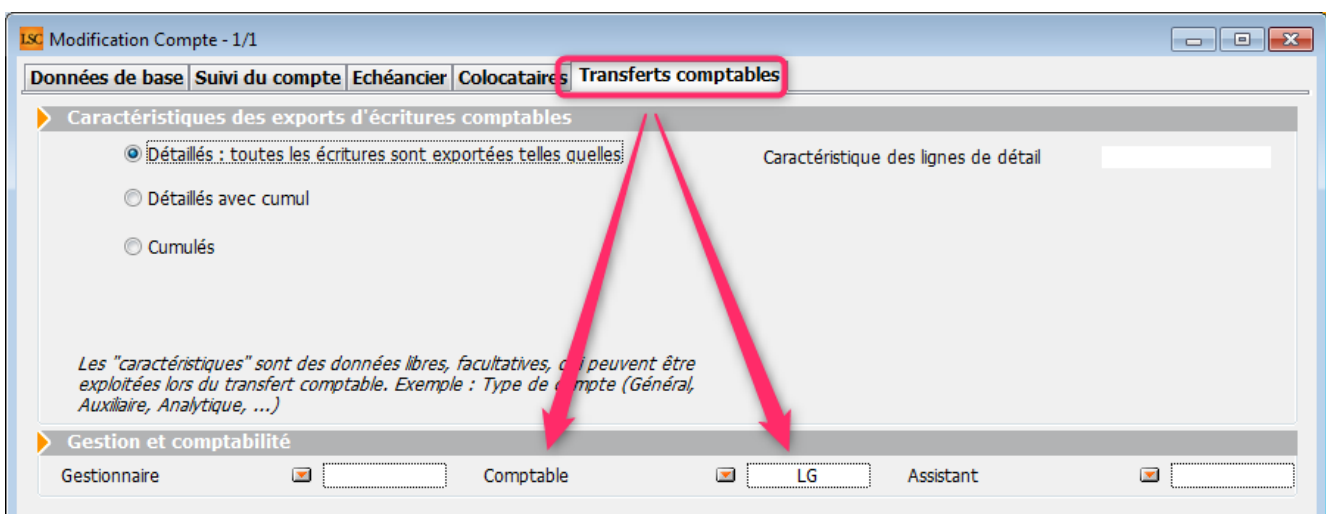 LSC Modification Compte - 1/1
Données de base Suivi du compte Echéancier Colocataires Transferts comptables
Caractéristiques des exports d'écritures comptables
Détaillés : toutes les écritures sont exportées telles quelles Caractéristique des lignes de détail
Détaillés avec cumul
Cumulés
Les "caractéristiques" sont des données libres, facultatives, peuvent être
exploitées lors du transfert comptable. Exemple : Type de compte (Général,
Auxiliaire, Analytique, ...)
Gestion et comptabilité
Gestionnaire Comptable LG Assistant